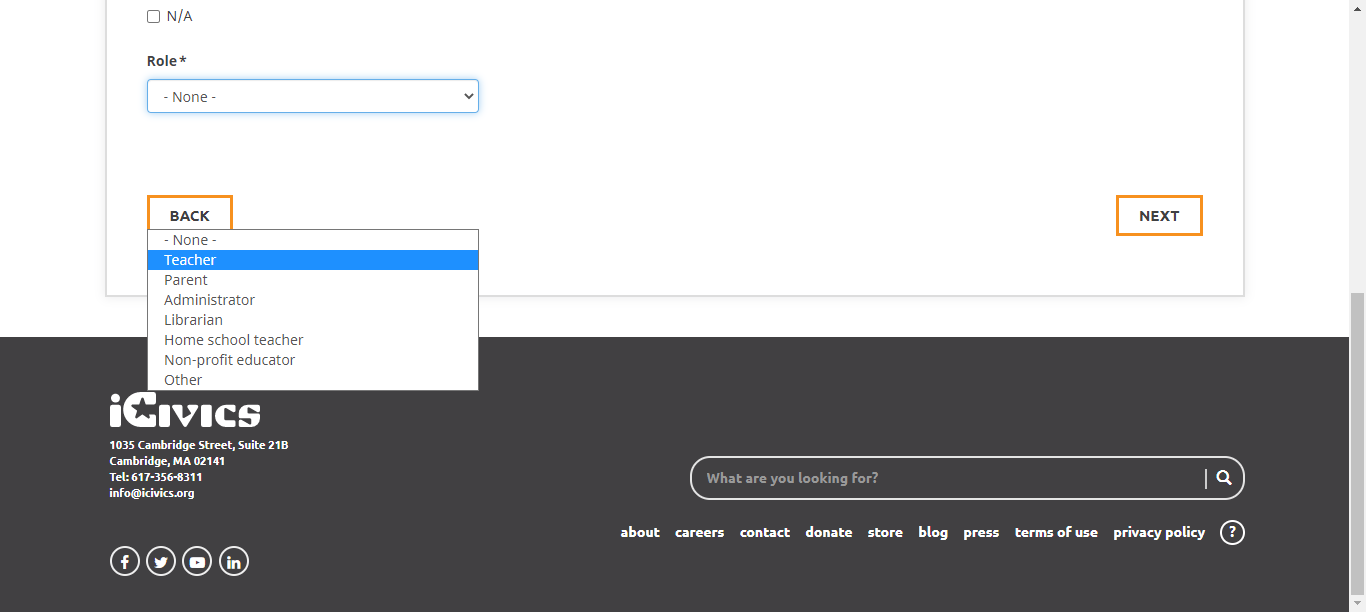 N/A
Role*
- None -
BACK
NEXT
- None -
Teacher
Parent
Administrator
Librarian
Home school teacher
Non-profit educator
Other
iCivics
1035 Cambridge Street, Suite 21B
Cambridge, MA 02141
Tel: 617-356-8311
info@icivics.org
What are you looking for?
about careers contact donate store blog press terms of use privacy policy ?